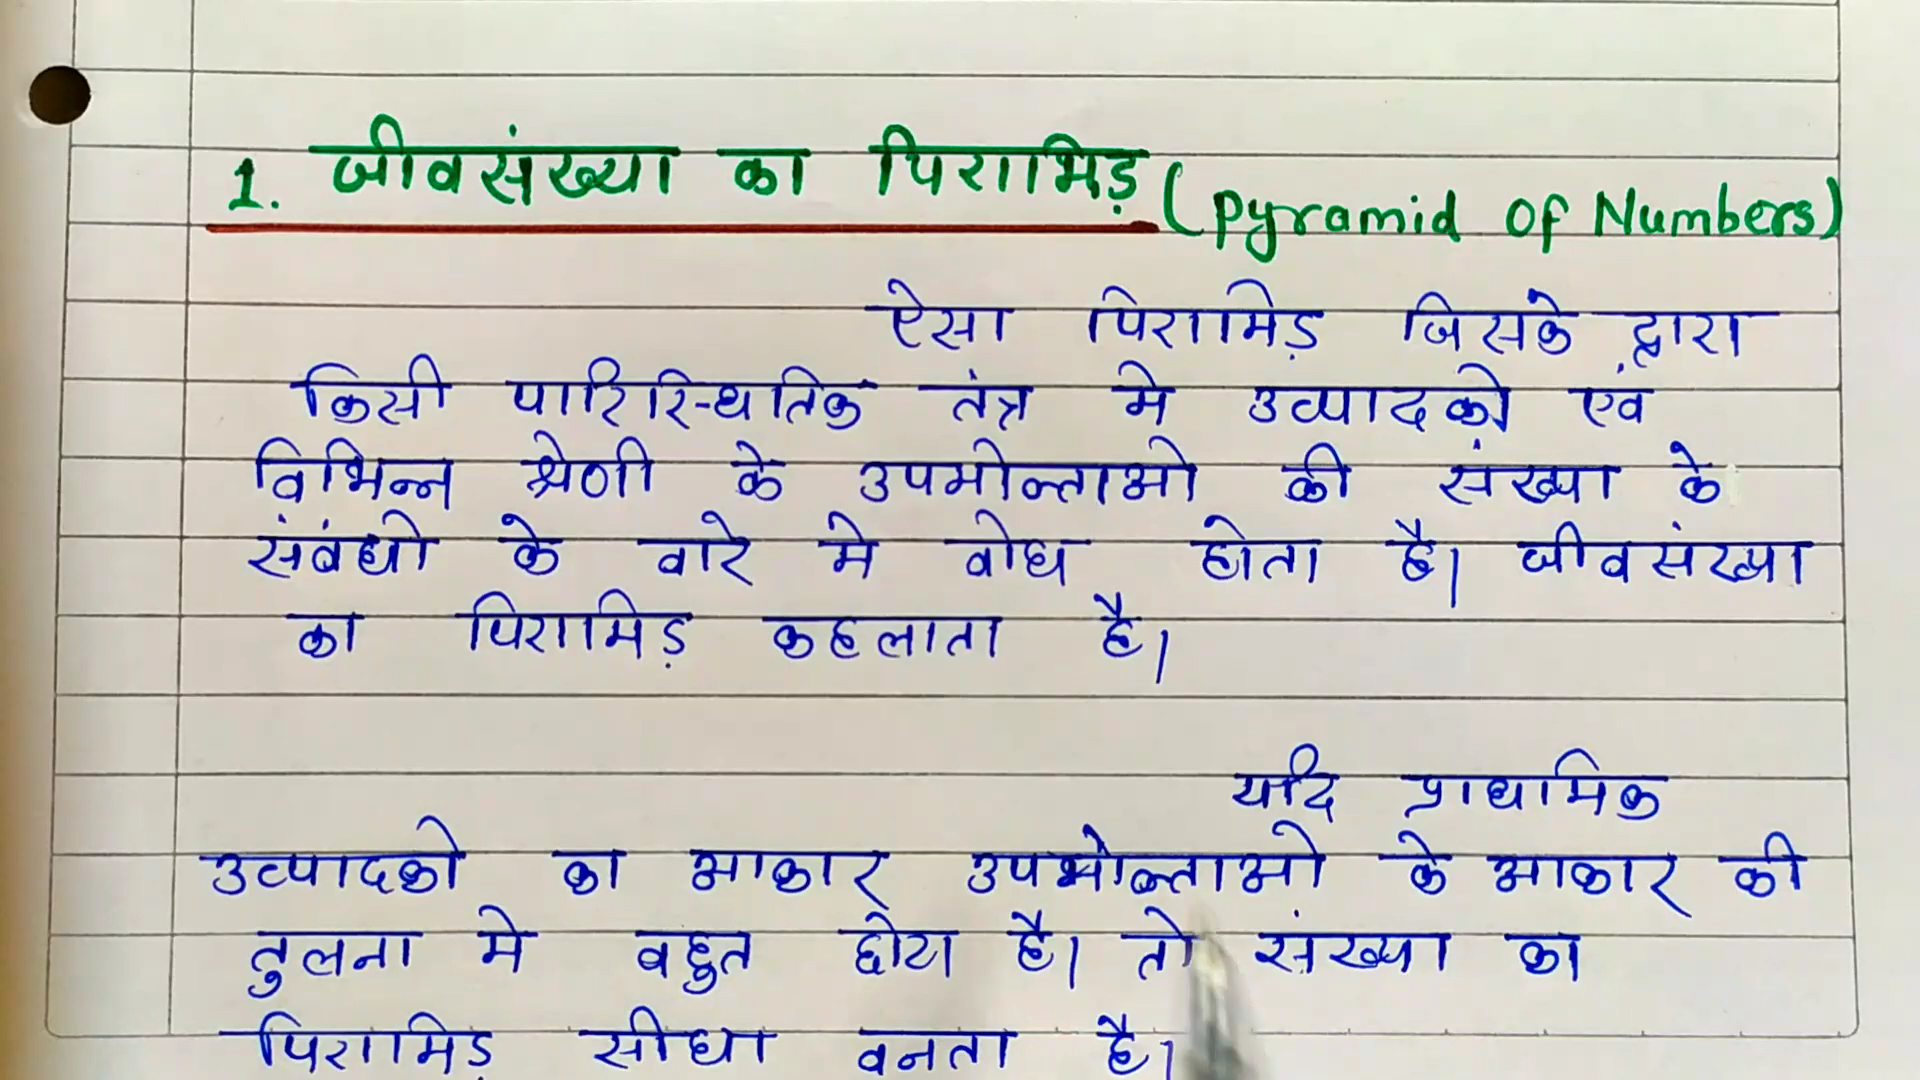 1. जीवसंख्या का पिरामिड़ (Pyramid Of Numbers)
ऐसा पिरामिड़ जिसके द्वारा
किसी पारिस्थितिक तंत्र मे उत्पादको एवं
विभिन्न श्रेणी के उपभोक्ताओ की संख्या के
संबंधो के बारे मे बोध होता है। जीवसंख्या
का पिरामिड़ कहलाता है।
यदि प्राथामिक
उत्पादको का आकार उपभोक्ताओ के आकार की
तुलना मे बहुत छोटा है। तो संख्या का
पिरामिड़ सीधा बनता है।